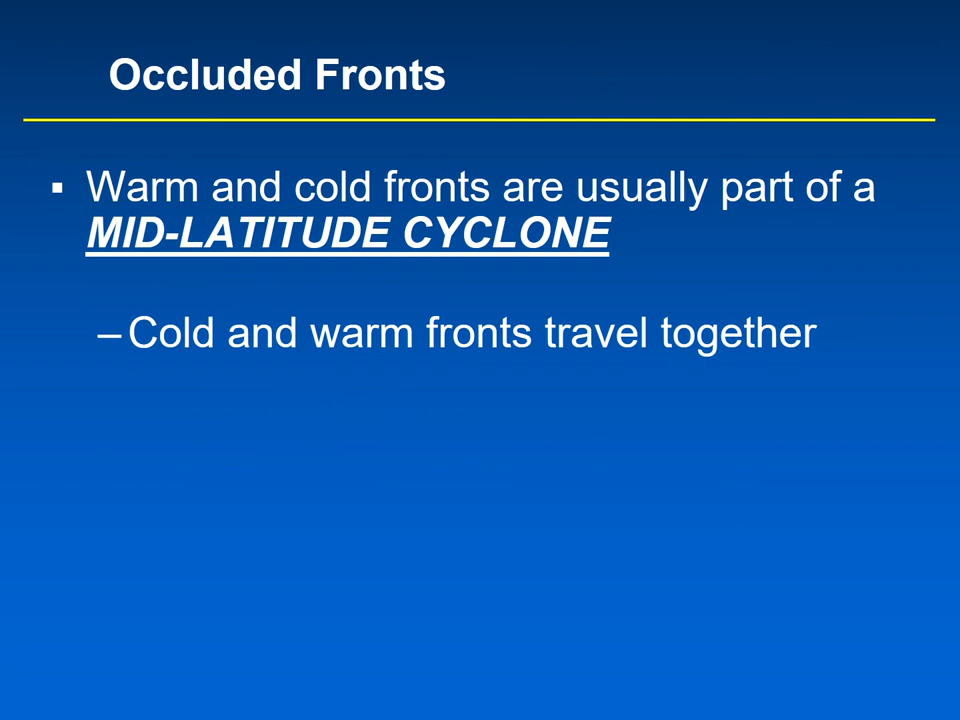 Occluded Fronts
▪ Warm and cold fronts are usually part of a
MID-LATITUDE CYCLONE
– Cold and warm fronts travel together